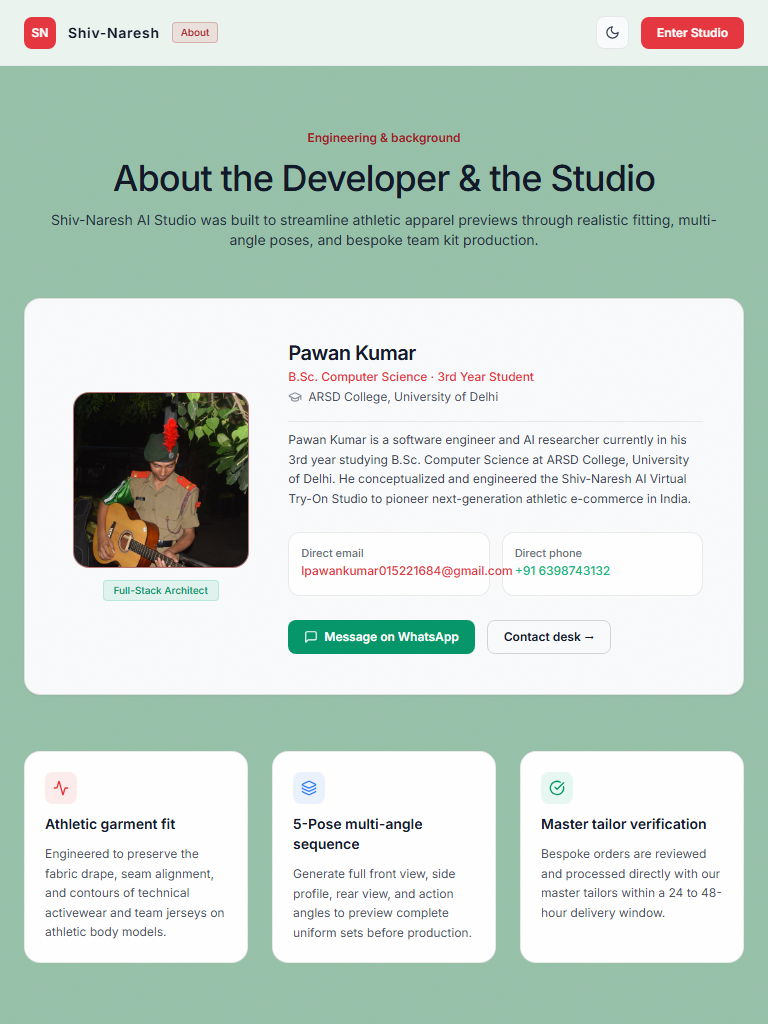 SN
Shiv-Naresh
About
Enter Studio
Engineering & background
About the Developer & the Studio
Shiv-Naresh AI Studio was built to streamline athletic apparel previews through realistic fitting, multi-
angle poses, and bespoke team kit production.
Pawan Kumar
B.Sc. Computer Science · 3rd Year Student
ARSD College, University of Delhi
Pawan Kumar is a software engineer and AI researcher currently in his
3rd year studying B.Sc. Computer Science at ARSD College, University
of Delhi. He conceptualized and engineered the Shiv-Naresh AI Virtual
Try-On Studio to pioneer next-generation athletic e-commerce in India.
Full-Stack Architect
Direct email
lpawankumar015221684@gmail.com
Direct phone
+91 6398743132
Message on WhatsApp
Contact desk →
Athletic garment fit
Engineered to preserve the
fabric drape, seam alignment,
and contours of technical
activewear and team jerseys on
athletic body models.
5-Pose multi-angle
sequence
Generate full front view, side
profile, rear view, and action
angles to preview complete
uniform sets before production.
Master tailor verification
Bespoke orders are reviewed
and processed directly with our
master tailors within a 24 to 48-
hour delivery window.